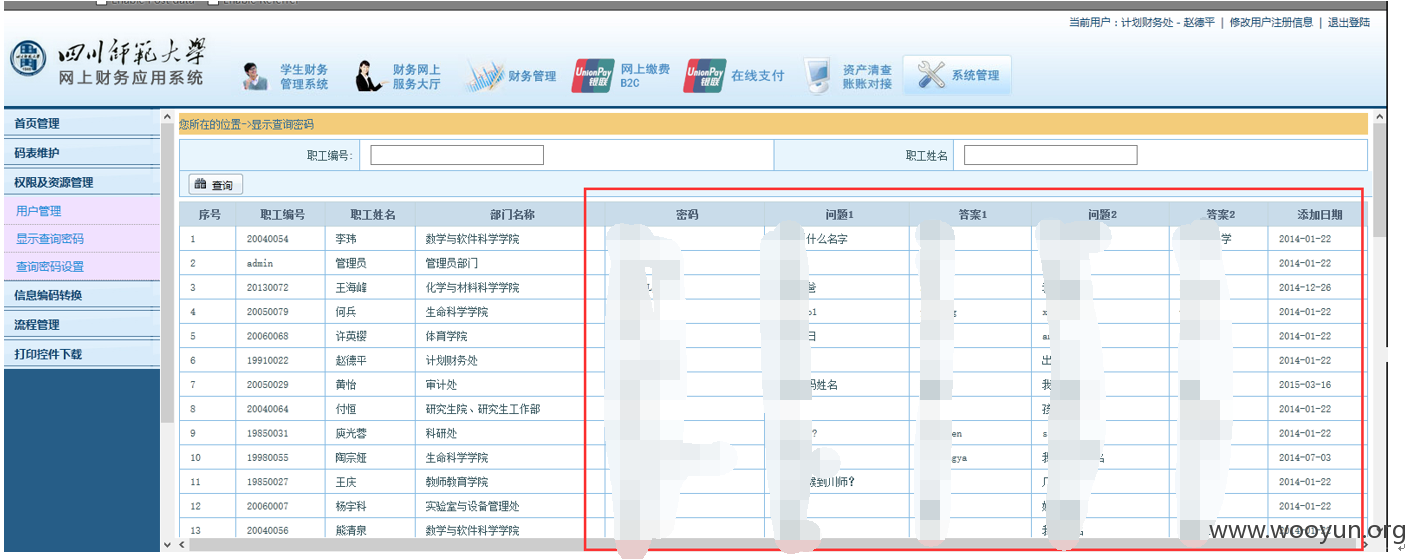 Enable Post data Enable Referrer
当前用户：计划财务处 - 赵德平 | 修改用户注册信息 | 退出登陆
四川师范大学
网上财务应用系统
学生财务
管理系统
财务网上
服务大厅
财务管理
UnionPay
银联
网上缴费
B2C
UnionPay
银联
在线支付
资产清查
账账对接
系统管理
首页管理
码表维护
权限及资源管理
用户管理
显示查询密码
查询密码设置
信息编码转换
流程管理
打印控件下载
您所在的位置->显示查询密码
职工编号: 职工姓名
查询
序号 职工编号 职工姓名 部门名称 密码 问题1 答案1 问题2 答案2 添加日期
1 20040054 李玮 数学与软件科学学院 什么名字 学 2014-01-22
2 admin 管理员 管理员部门 2014-01-22
3 20130072 王海峰 化学与材料科学学院 2014-12-26
4 20050079 何兵 生命科学学院 2014-01-22
5 20060068 许英樱 体育学院 日 2014-01-22
6 19910022 赵德平 计划财务处 出 2014-01-22
7 20050029 黄怡 审计处 码姓名 我 2015-03-16
8 20040064 付恒 研究生院、研究生工作部 2014-01-22
9 19850031 庾光蓉 科研处 ? en s 2014-01-22
10 19980055 陶宗娅 生命科学学院 gya 我 名 2014-07-03
11 19850027 王庆 教师教育学院 候到川师? 2014-01-22
12 20060007 杨宇科 实验室与设备管理处 2014-01-22
13 20040056 熊清泉 数学与软件科学学院 我
www.wooyun.org